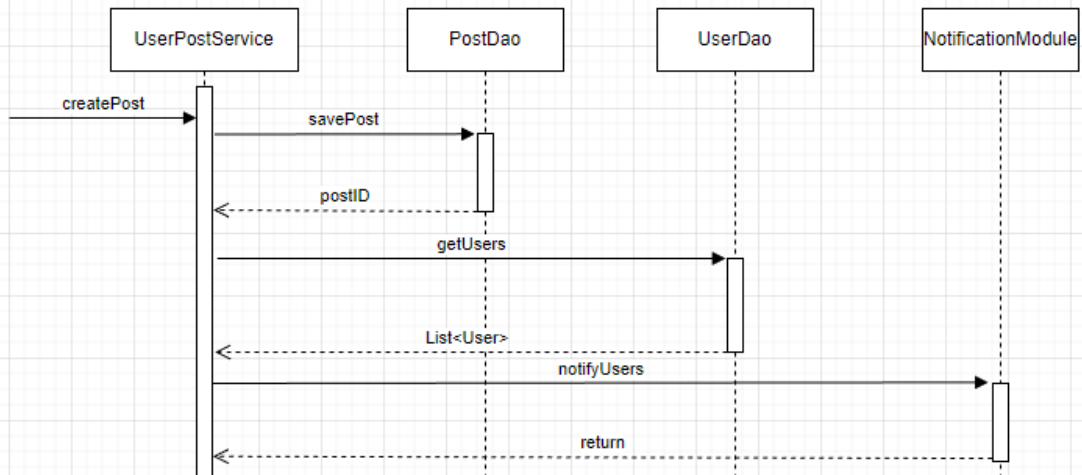 UserPostService
PostDao
UserDao
NotificationModule
createPost
savePost
postID
getUsers
List<User>
notifyUsers
return